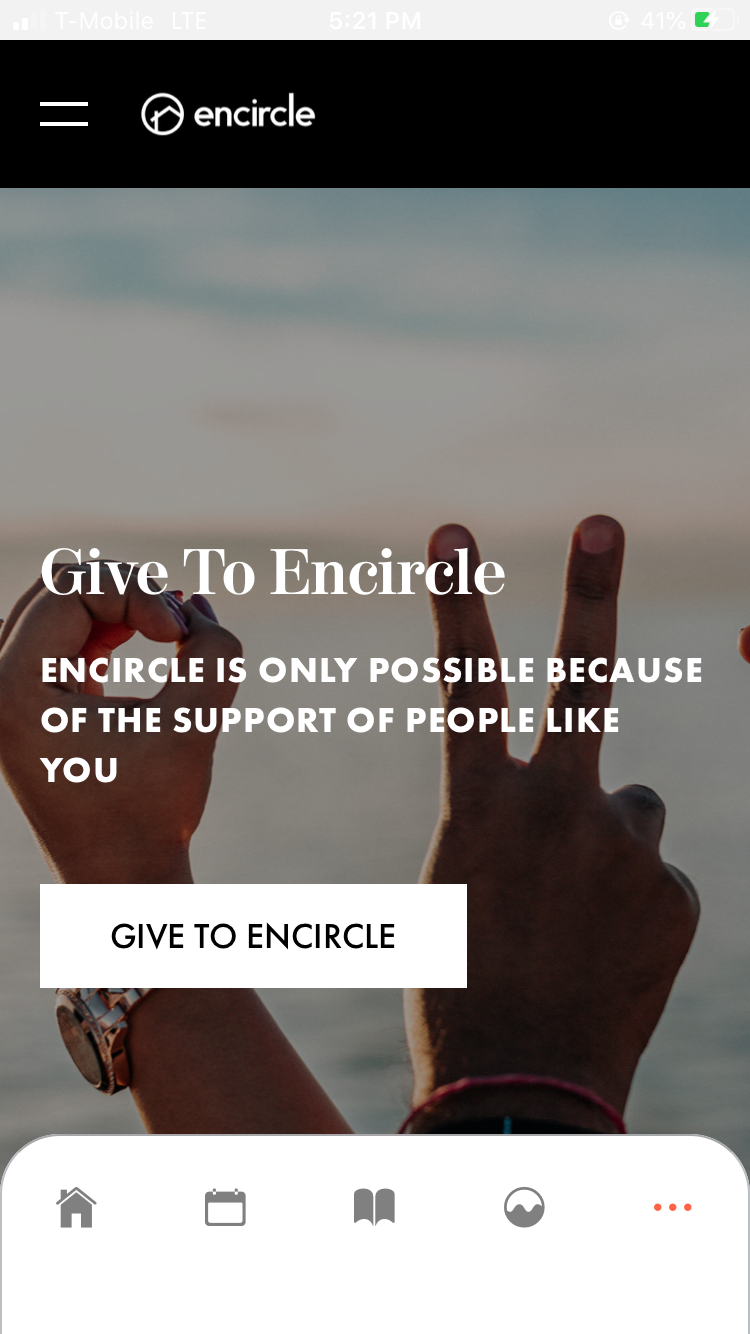 T-Mobile LTE 5:21 PM 41%
encircle
Give To Encircle
ENCIRCLE IS ONLY POSSIBLE BECAUSE
OF THE SUPPORT OF PEOPLE LIKE
YOU
GIVE TO ENCIRCLE